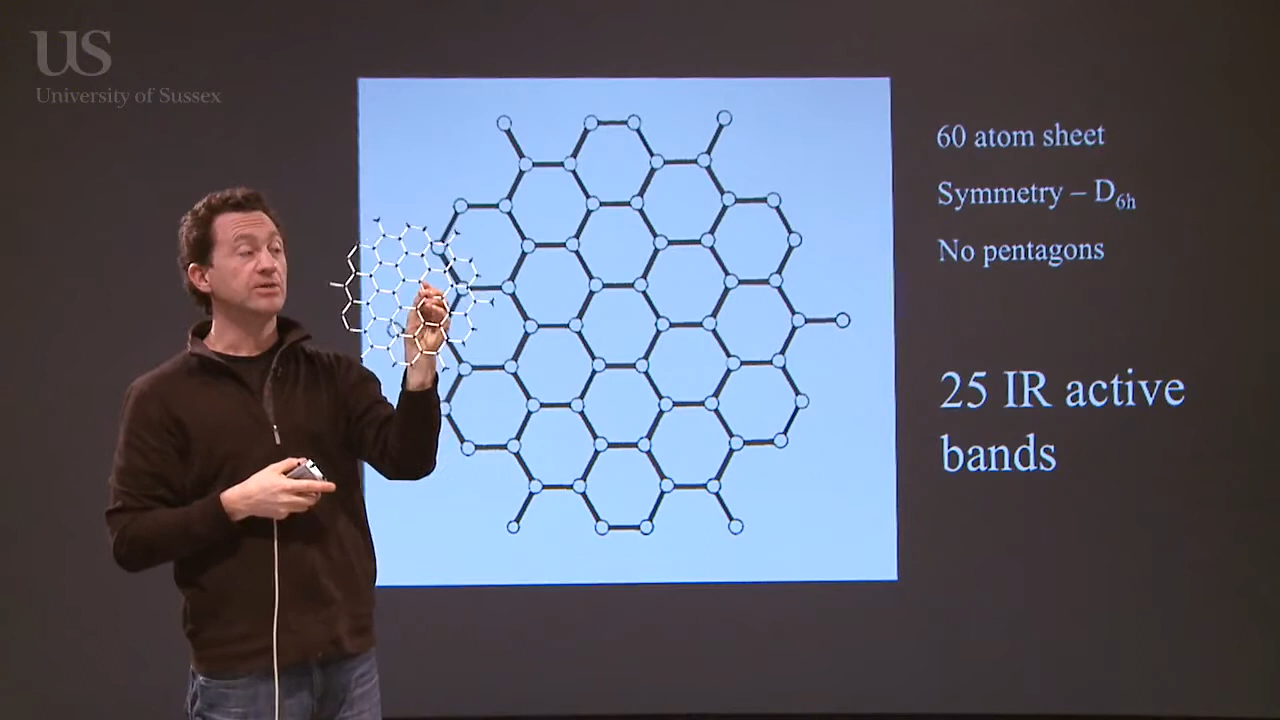 US
University of Sussex
60 atom sheet
Symmetry – D6h
No pentagons
25 IR active
bands